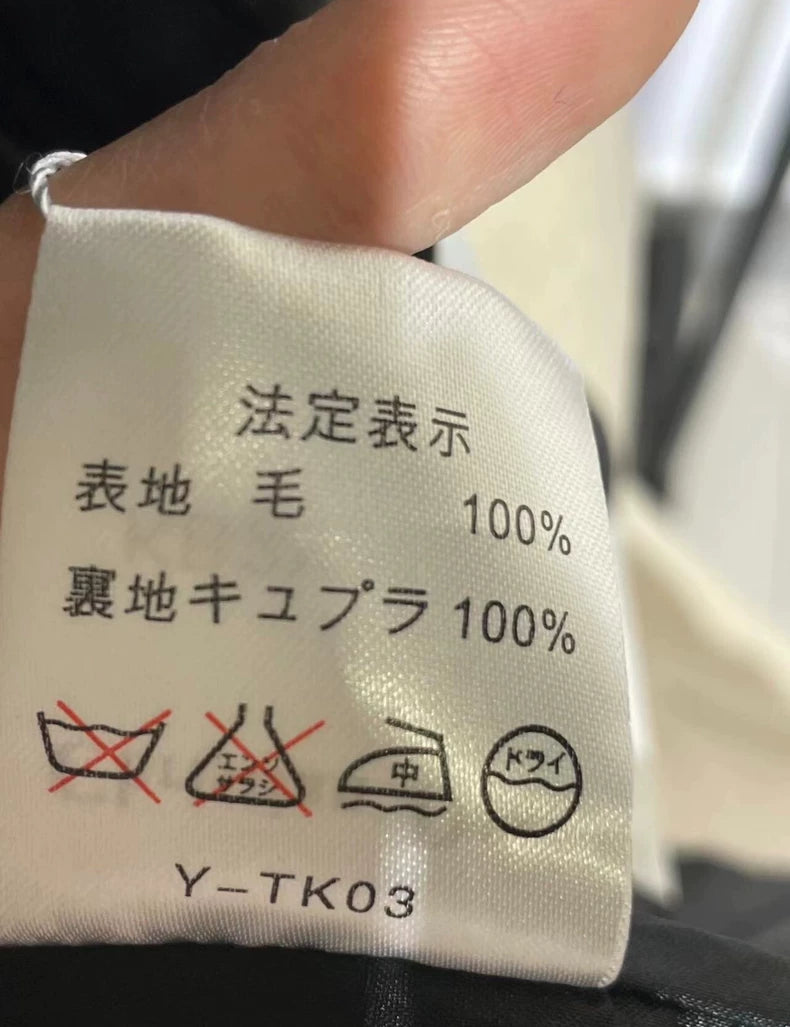 法定表示
表地 毛 100%
裏地キュプラ 100%
エンソ
サラシ
中
ドライ
Y-TK03